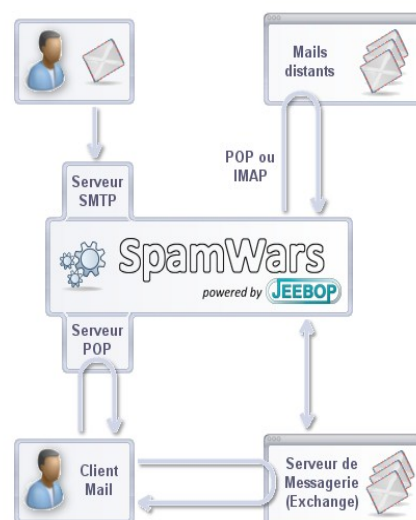 Mails
distants
POP ou
IMAP
Serveur
SMTP
SpamWars
powered by JEEBOP
Serveur
POP
Client
Mail
Serveur de
Messagerie
(Exchange)